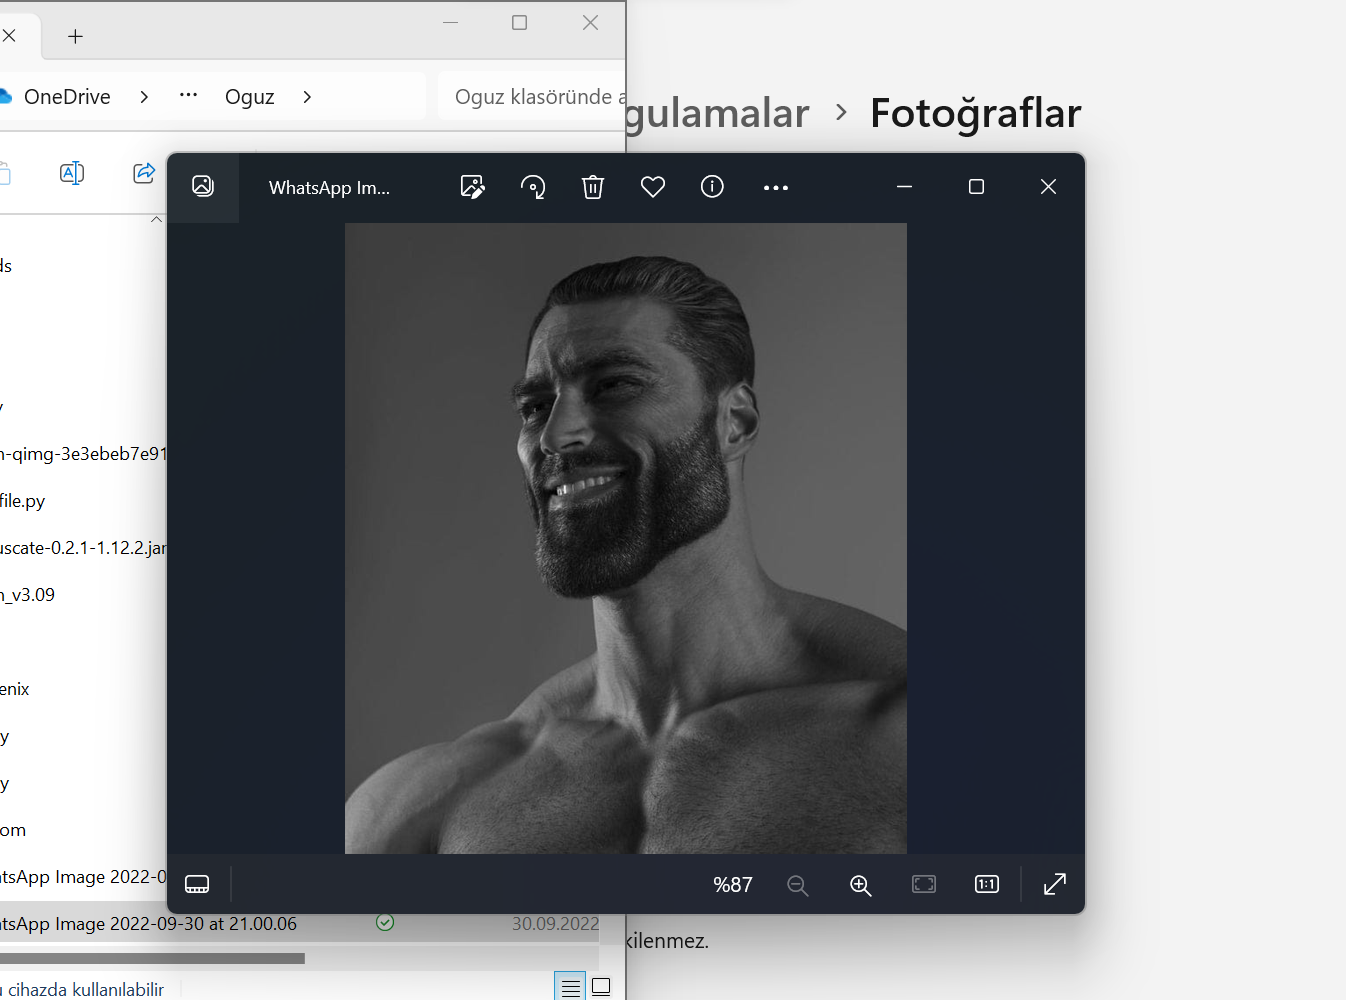 OneDrive > ... Oguz >
Oguz klasöründe a
gulamalar > Fotoğraflar
WhatsApp Im...
ds
y
n-qimg-3e3ebeb7e91
file.py
uscate-0.2.1-1.12.2.jar
n_v3.09
enix
y
y
om
atsApp Image 2022-0
%87
1:1
atsApp Image 2022-09-30 at 21.00.06
30.09.2022
kilenmez.
u cihazda kullanılabilir